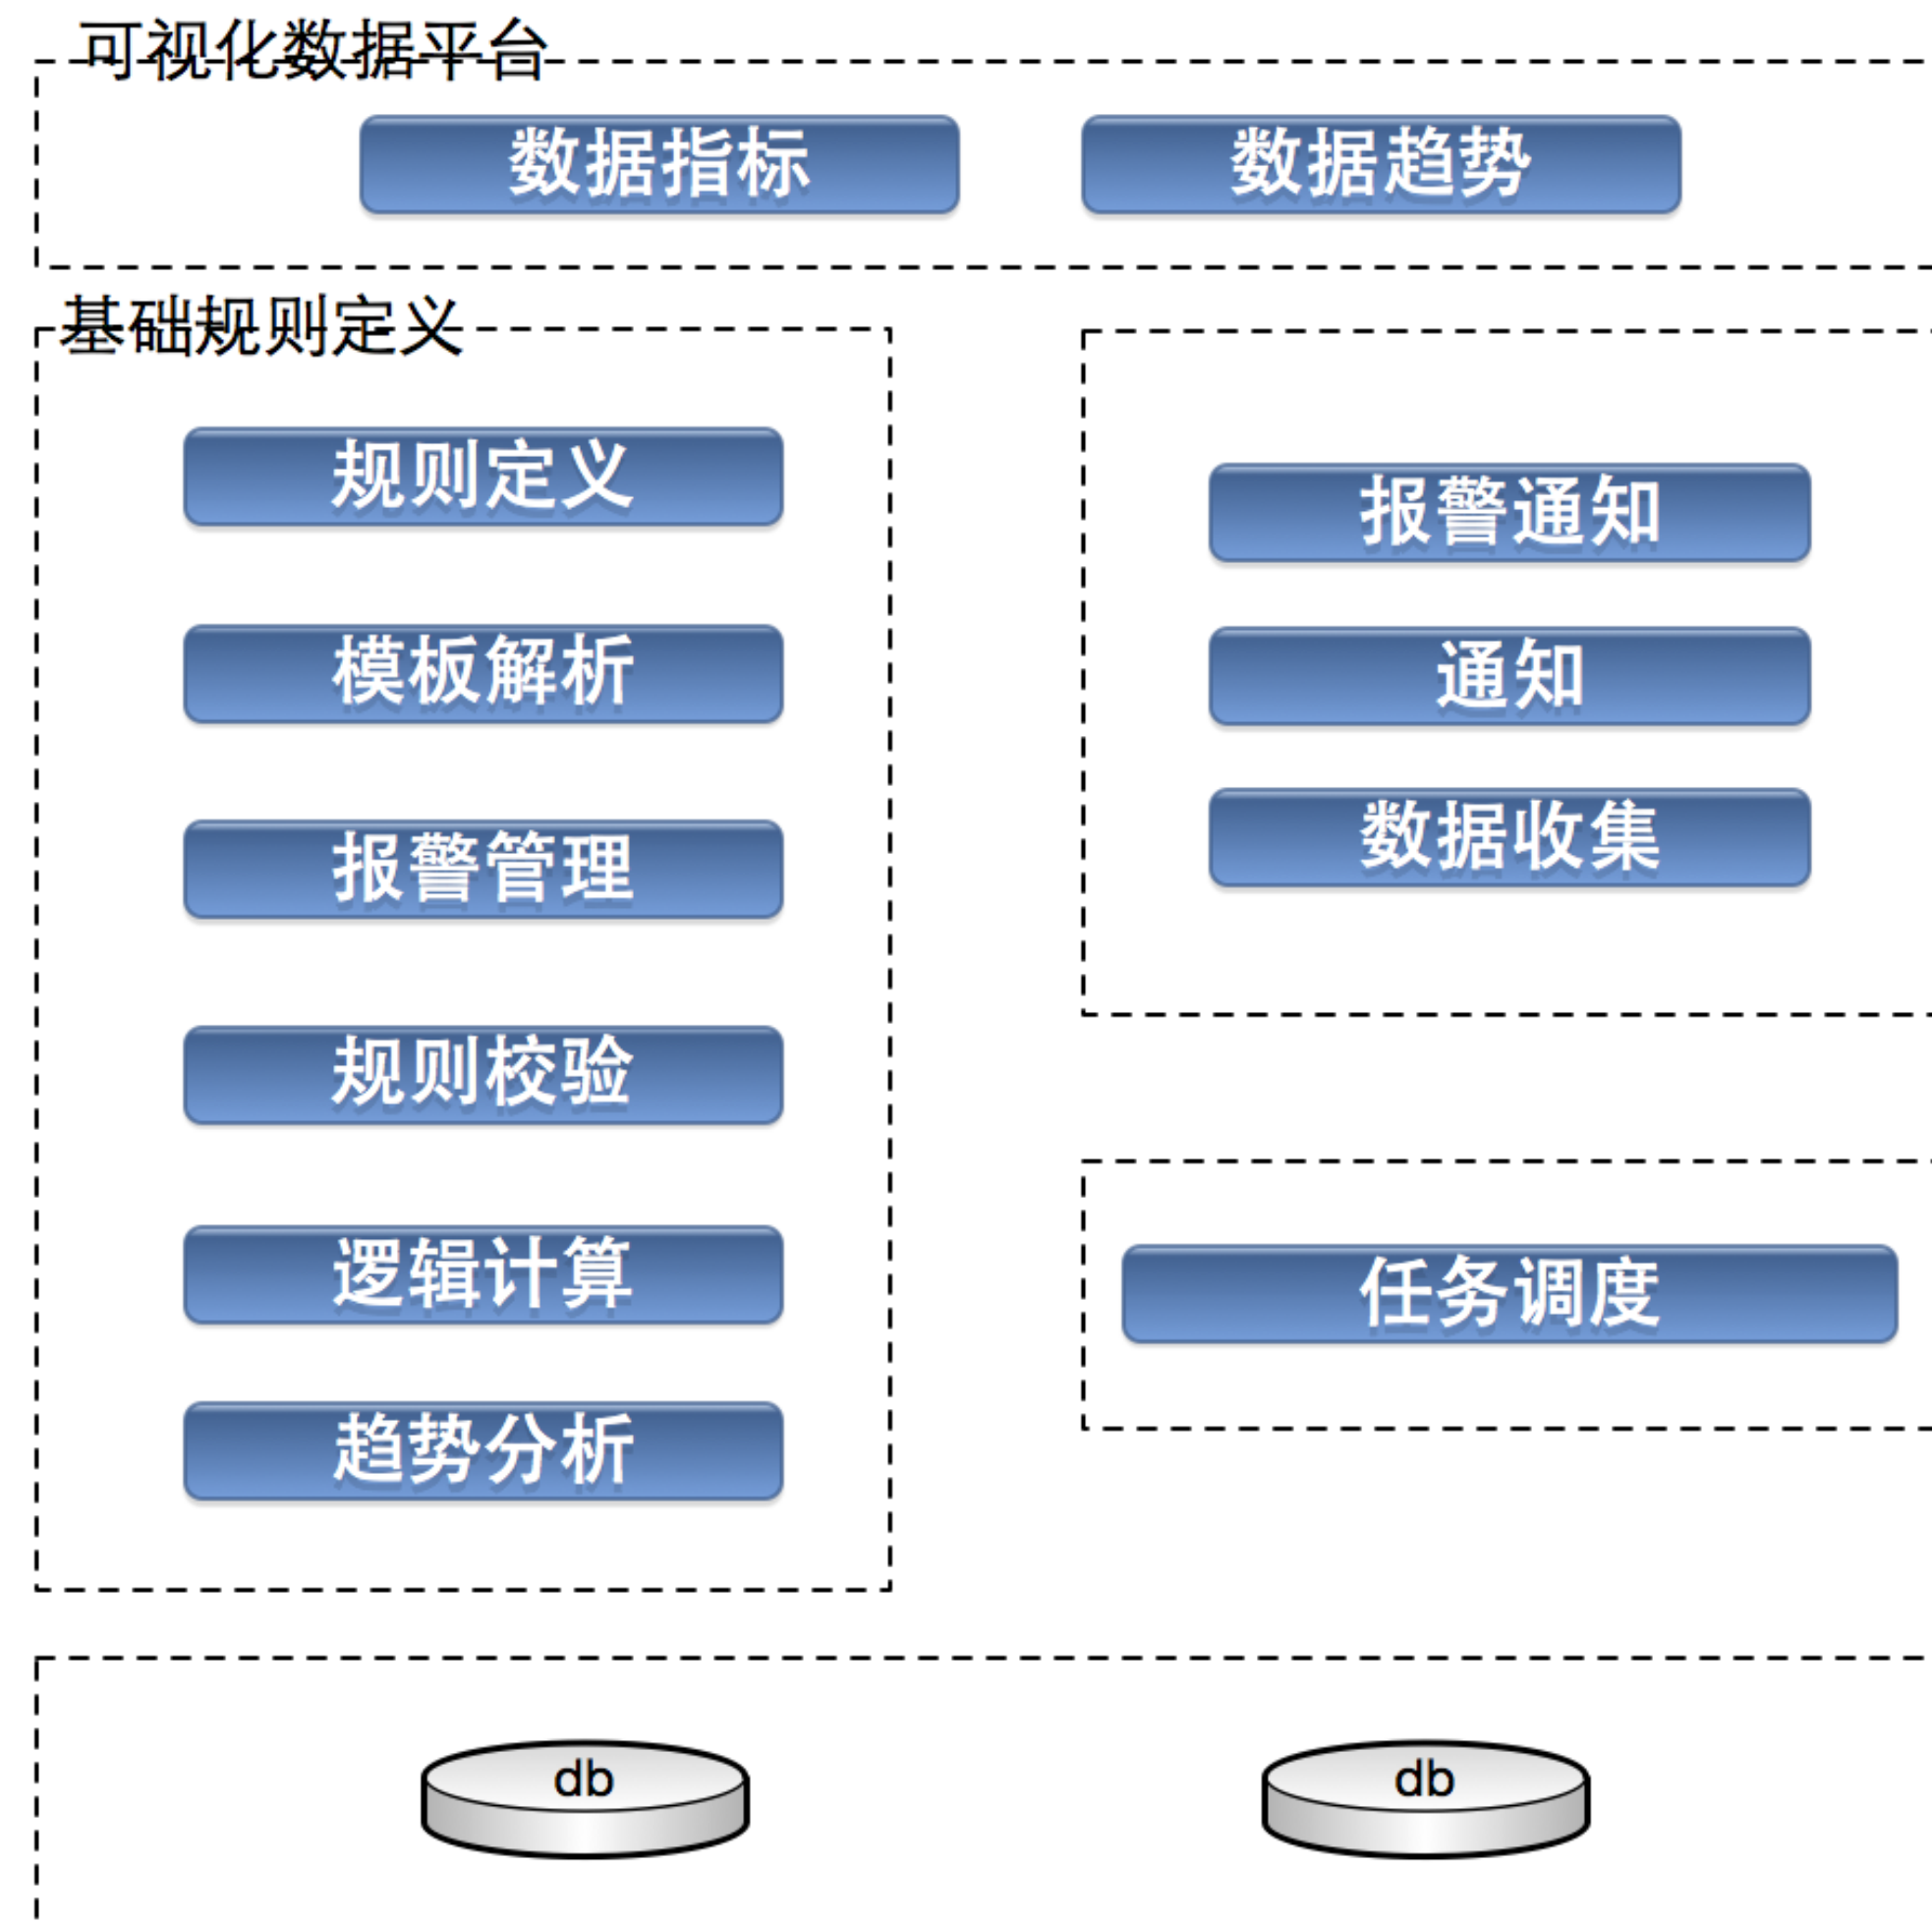 可视化数据平台
数据指标
数据趋势
基础规则定义
规则定义
模板解析
报警管理
规则校验
逻辑计算
趋势分析
报警通知
通知
数据收集
任务调度
db
db